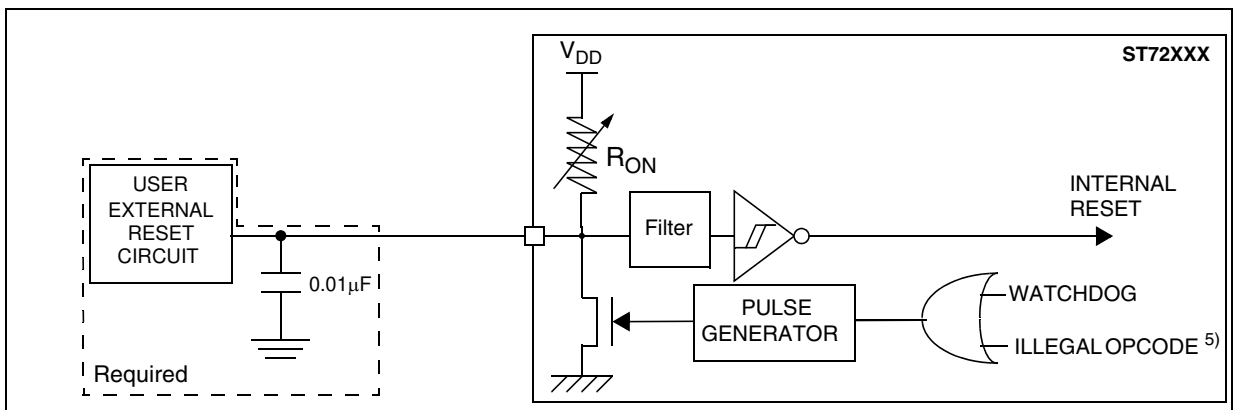 V_DD
ST72XXX
R_ON
USER
EXTERNAL
RESET
CIRCUIT
0.01µF
Required
Filter
INTERNAL
RESET
PULSE
GENERATOR
WATCHDOG
ILLEGAL OPCODE 5)